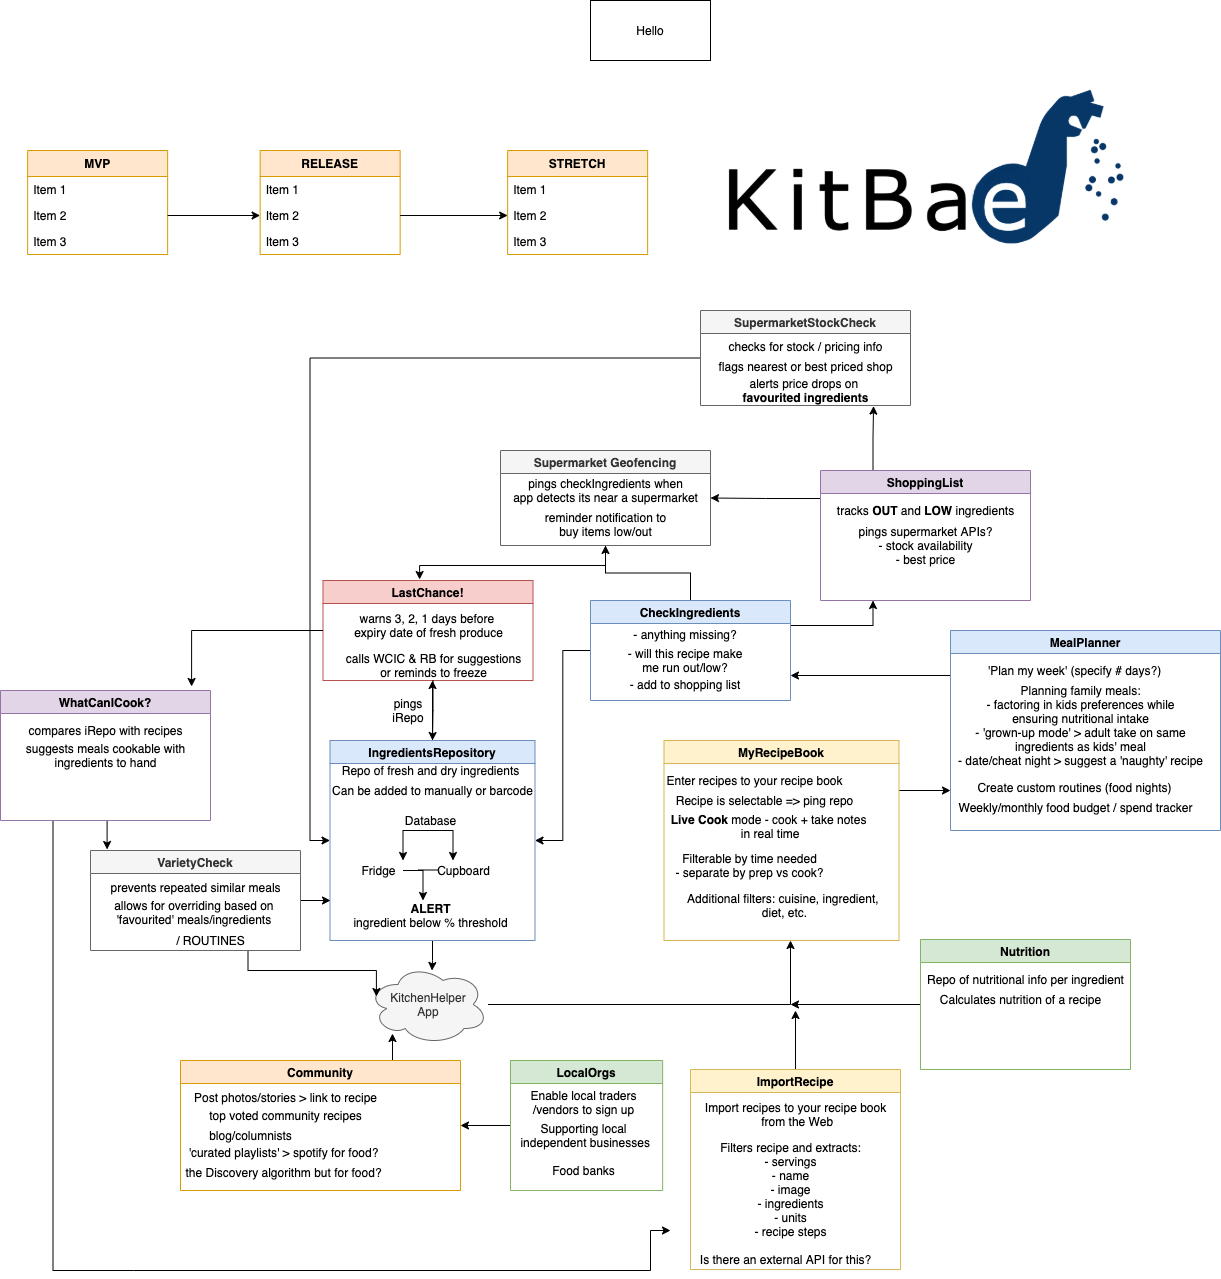 Hello
MVP
Item 1
Item 2
Item 3
RELEASE
Item 1
Item 2
Item 3
STRETCH
Item 1
Item 2
Item 3
KitBae
SupermarketStockCheck
checks for stock / pricing info
flags nearest or best priced shop
alerts price drops on
favourited ingredients
Supermarket Geofencing
pings checkIngredients when
app detects its near a supermarket
reminder notification to
buy items low/out
ShoppingList
tracks OUT and LOW ingredients
pings supermarket APIs?
- stock availability
- best price
LastChance!
warns 3, 2, 1 days before
expiry date of fresh produce
calls WCIC & RB for suggestions
or reminds to freeze
CheckIngredients
- anything missing?
- will this recipe make
me run out/low?
- add to shopping list
MealPlanner
'Plan my week' (specify # days?)
Planning family meals:
- factoring in kids preferences while
ensuring nutritional intake
- 'grown-up mode' > adult take on same
ingredients as kids' meal
- date/cheat night > suggest a 'naughty' recipe
Create custom routines (food nights)
Weekly/monthly food budget / spend tracker
WhatCanICook?
compares iRepo with recipes
suggests meals cookable with
ingredients to hand
pings
iRepo
IngredientsRepository
Repo of fresh and dry ingredients
Can be added to manually or barcode
Database
Fridge
Cupboard
ALERT
ingredient below % threshold
MyRecipeBook
Enter recipes to your recipe book
Recipe is selectable => ping repo
Live Cook mode - cook + take notes
in real time
Filterable by time needed
- separate by prep vs cook?
Additional filters: cuisine, ingredient,
diet, etc.
VarietyCheck
prevents repeated similar meals
allows for overriding based on
'favourited' meals/ingredients
/ ROUTINES
KitchenHelper
App
Nutrition
Repo of nutritional info per ingredient
Calculates nutrition of a recipe
Community
Post photos/stories > link to recipe
top voted community recipes
blog/columnists
'curated playlists' > spotify for food?
the Discovery algorithm but for food?
LocalOrgs
Enable local traders
/vendors to sign up
Supporting local
independent businesses
Food banks
ImportRecipe
Import recipes to your recipe book
from the Web
Filters recipe and extracts:
- servings
- name
- image
- ingredients
- units
- recipe steps
Is there an external API for this?